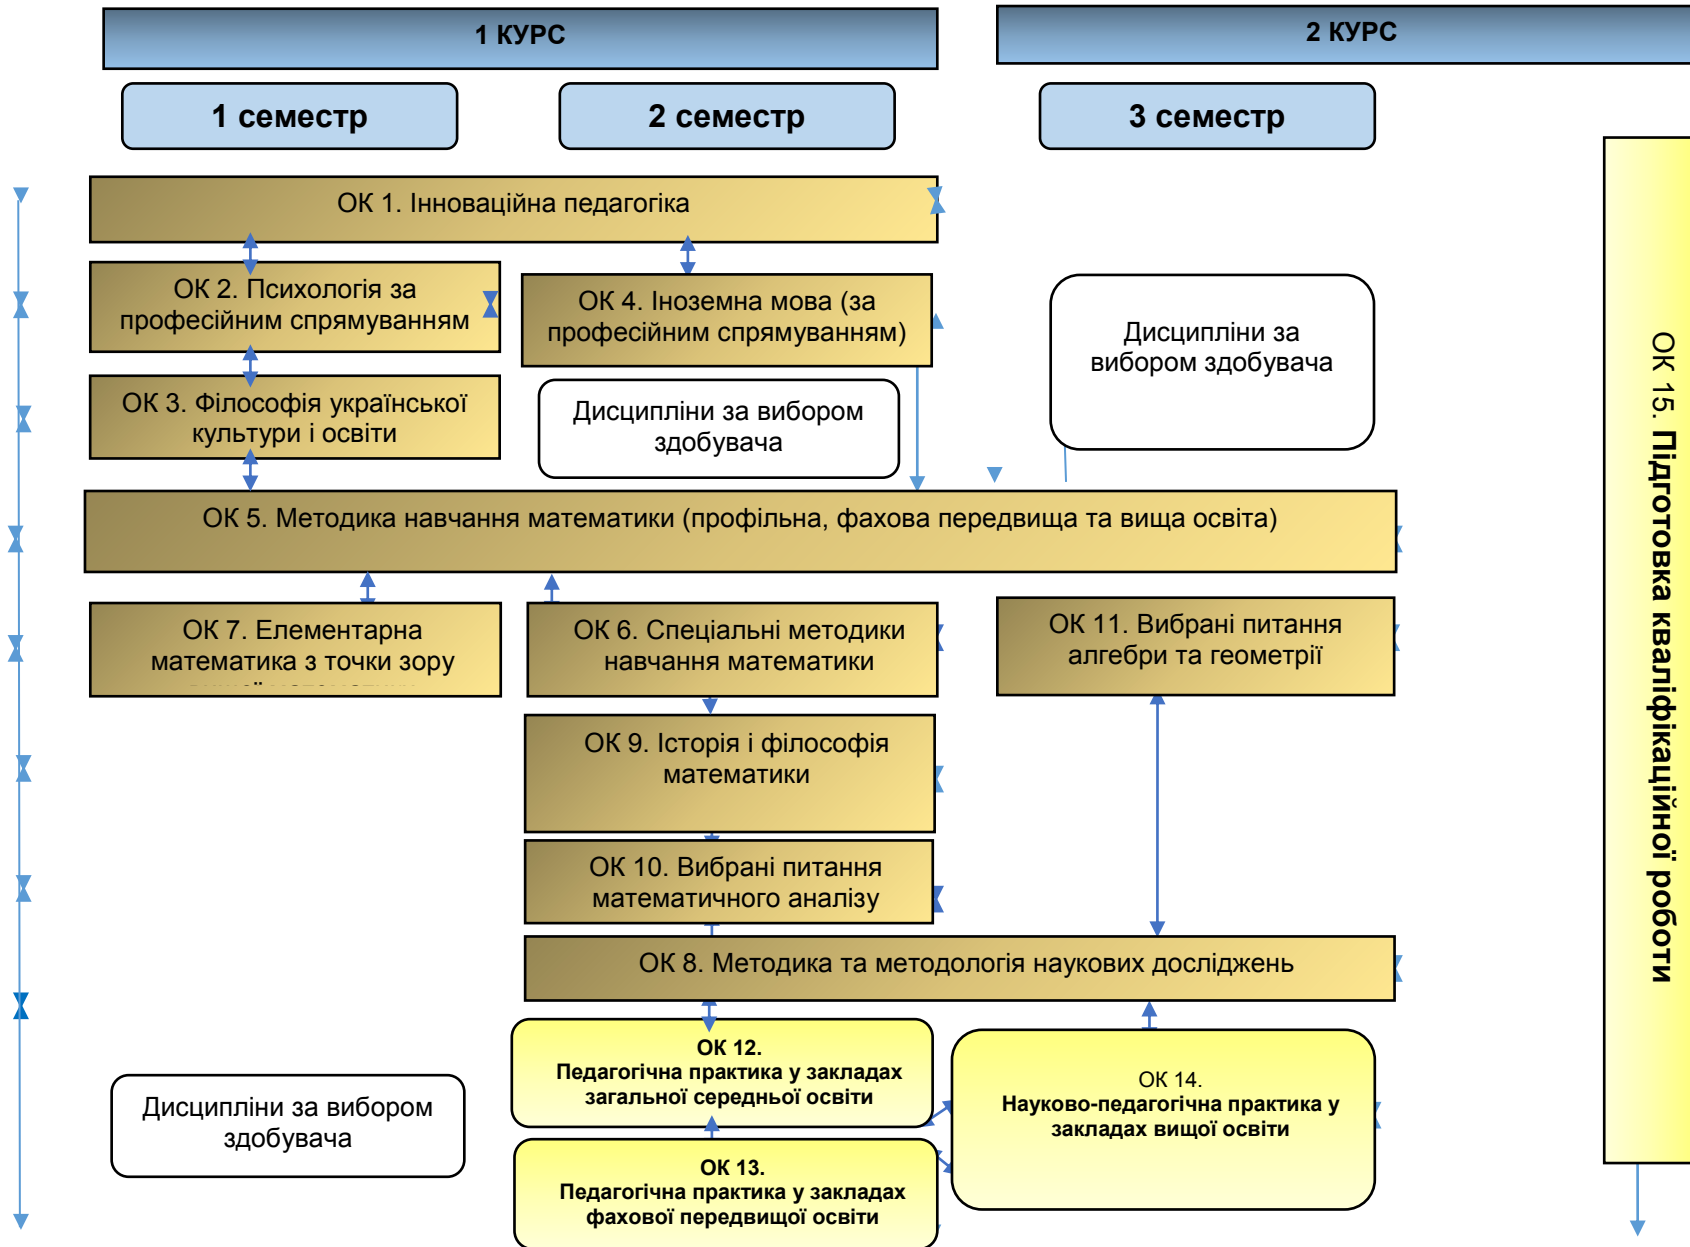 1 КУРС
2 КУРС
1 семестр
2 семестр
3 семестр
ОК 1. Інноваційна педагогіка
ОК 2. Психологія за
професійним спрямуванням
ОК 4. Іноземна мова (за
професійним спрямуванням)
Дисципліни за
вибором здобувача
ОК 3. Філософія української
культури і освіти
Дисципліни за вибором
здобувача
ОК 5. Методика навчання математики (профільна, фахова передвища та вища освіта)
ОК 7. Елементарна
математика з точки зору
ОК 6. Спеціальні методики
навчання математики
ОК 11. Вибрані питання
алгебри та геометрії
ОК 9. Історія і філософія
математики
ОК 10. Вибрані питання
математичного аналізу
ОК 8. Методика та методологія наукових досліджень
ОК 12.
Педагогічна практика у закладах
загальної середньої освіти
ОК 14.
Науково-педагогічна практика у
закладах вищої освіти
Дисципліни за вибором
здобувача
ОК 13.
Педагогічна практика у закладах
фахової передвищої освіти
ОК 15. Підготовка кваліфікаційної роботи